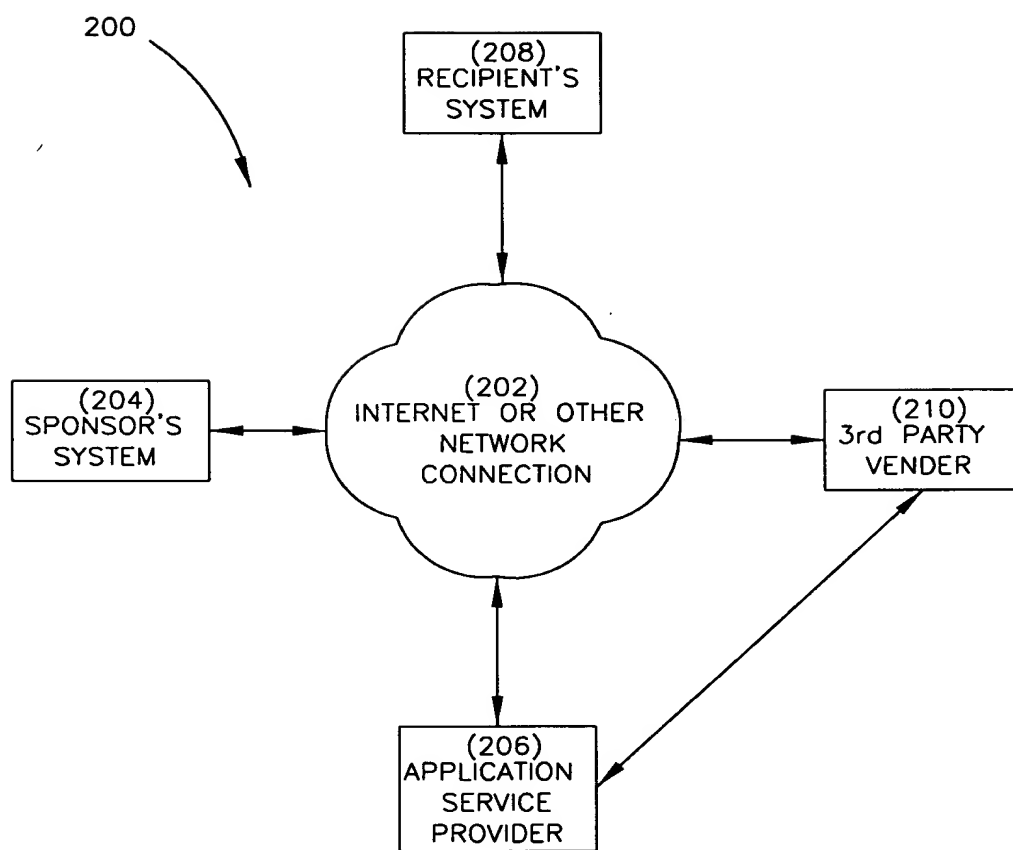 200
(208)
RECIPIENT'S
SYSTEM
(204)
SPONSOR'S
SYSTEM
(202)
INTERNET OR OTHER
NETWORK
CONNECTION
(210)
3rd PARTY
VENDER
(206)
APPLICATION
SERVICE
PROVIDER